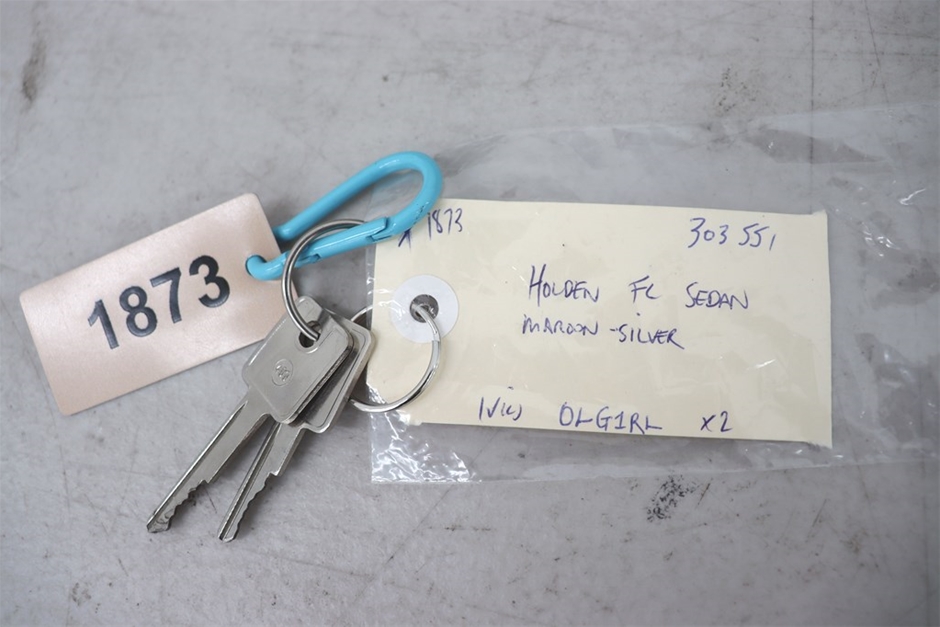 1873
1873
303 551
HOLDEN FC SEDAN
MAROON-SILVER
(VIC) OLG1RL x2